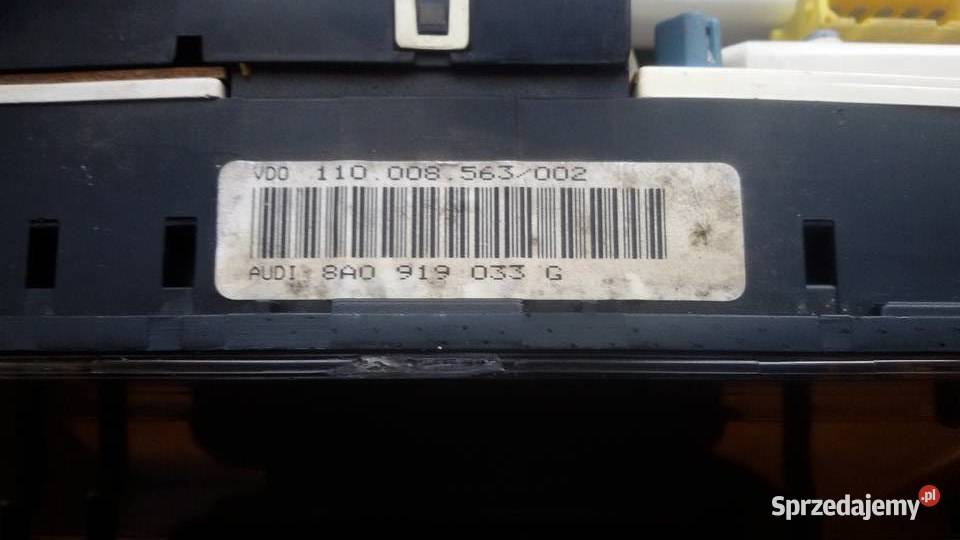 VDO 110.008.563/002
AUDI 8A0 919 033 G
Sprzedajemy.pl